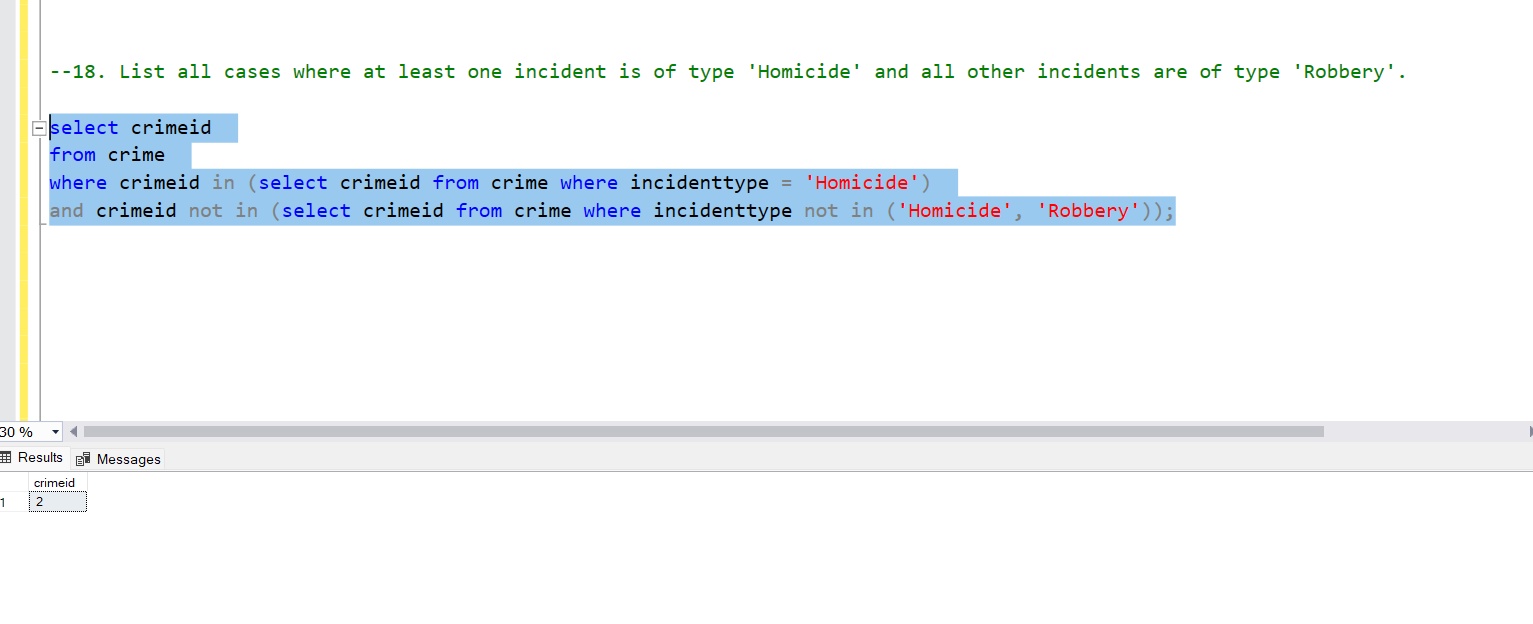 --18. List all cases where at least one incident is of type 'Homicide' and all other incidents are of type 'Robbery'.
select crimeid
from crime
where crimeid in (select crimeid from crime where incidenttype = 'Homicide')
and crimeid not in (select crimeid from crime where incidenttype not in ('Homicide', 'Robbery'));
30 %
Results Messages
crimeid
1 2